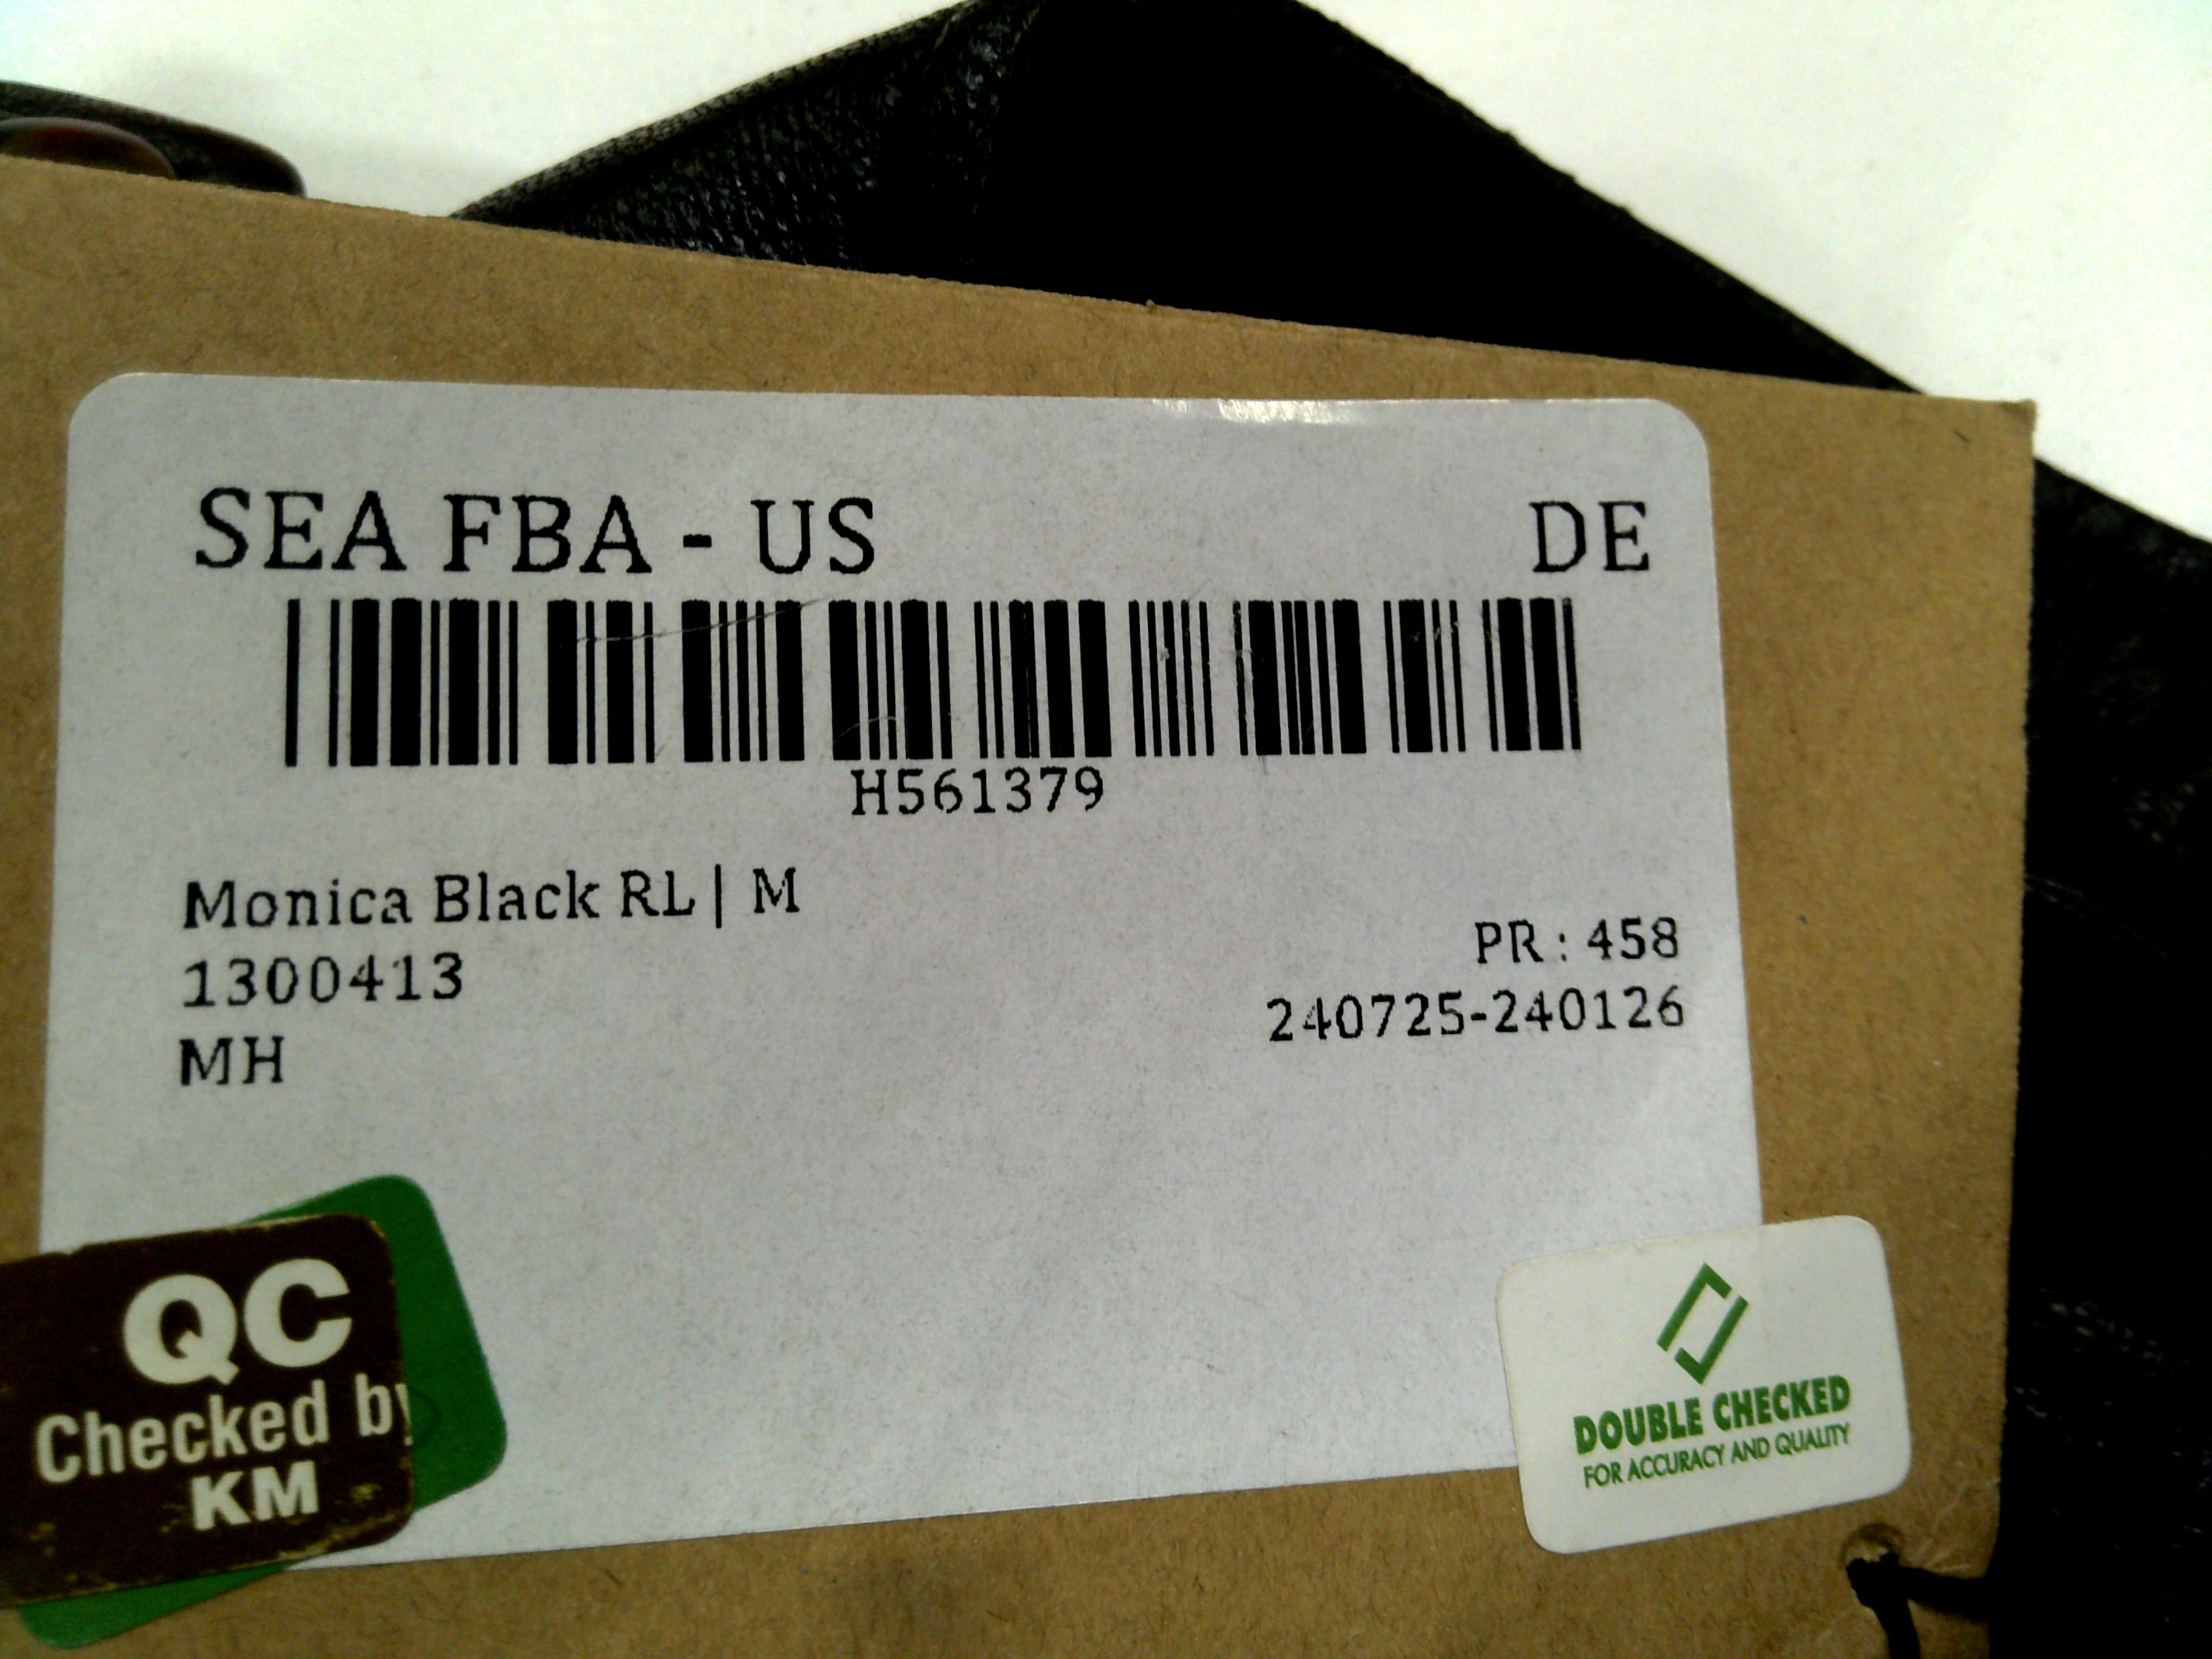 SEA FBA - US DE
H561379
Monica Black RL | M
1300413
MH
PR : 458
240725-240126
QC
Checked by
KM
DOUBLE CHECKED
FOR ACCURACY AND QUALITY